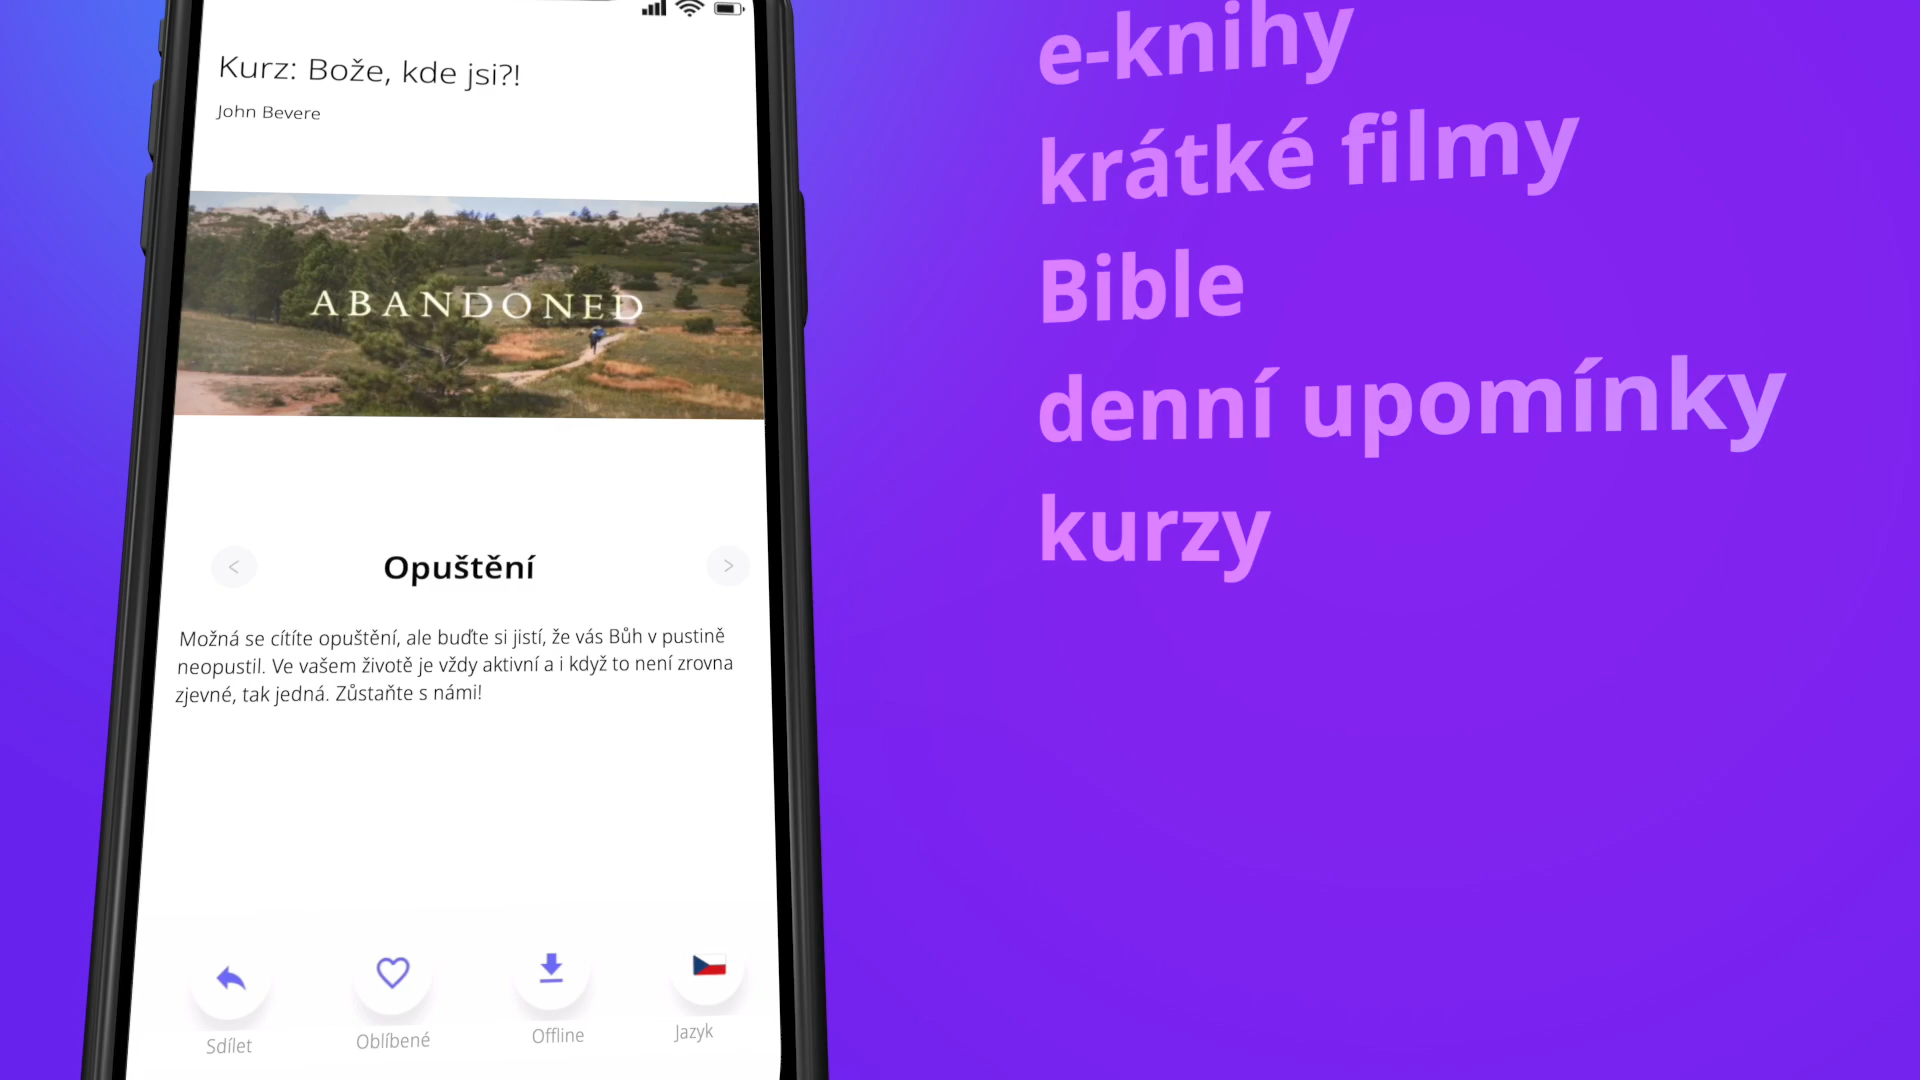 Kurz: Bože, kde jsi?!
John Bevere
ABANDONED
<
Opuštění
>
Možná se cítíte opuštění, ale buďte si jistí, že vás Bůh v pustině
neopustil. Ve vašem životě je vždy aktivní a i když to není zrovna
zjevné, tak jedná. Zůstaňte s námi!
Sdílet
Oblíbené
Offline
Jazyk
e-knihy
krátké filmy
Bible
denní upomínky
kurzy